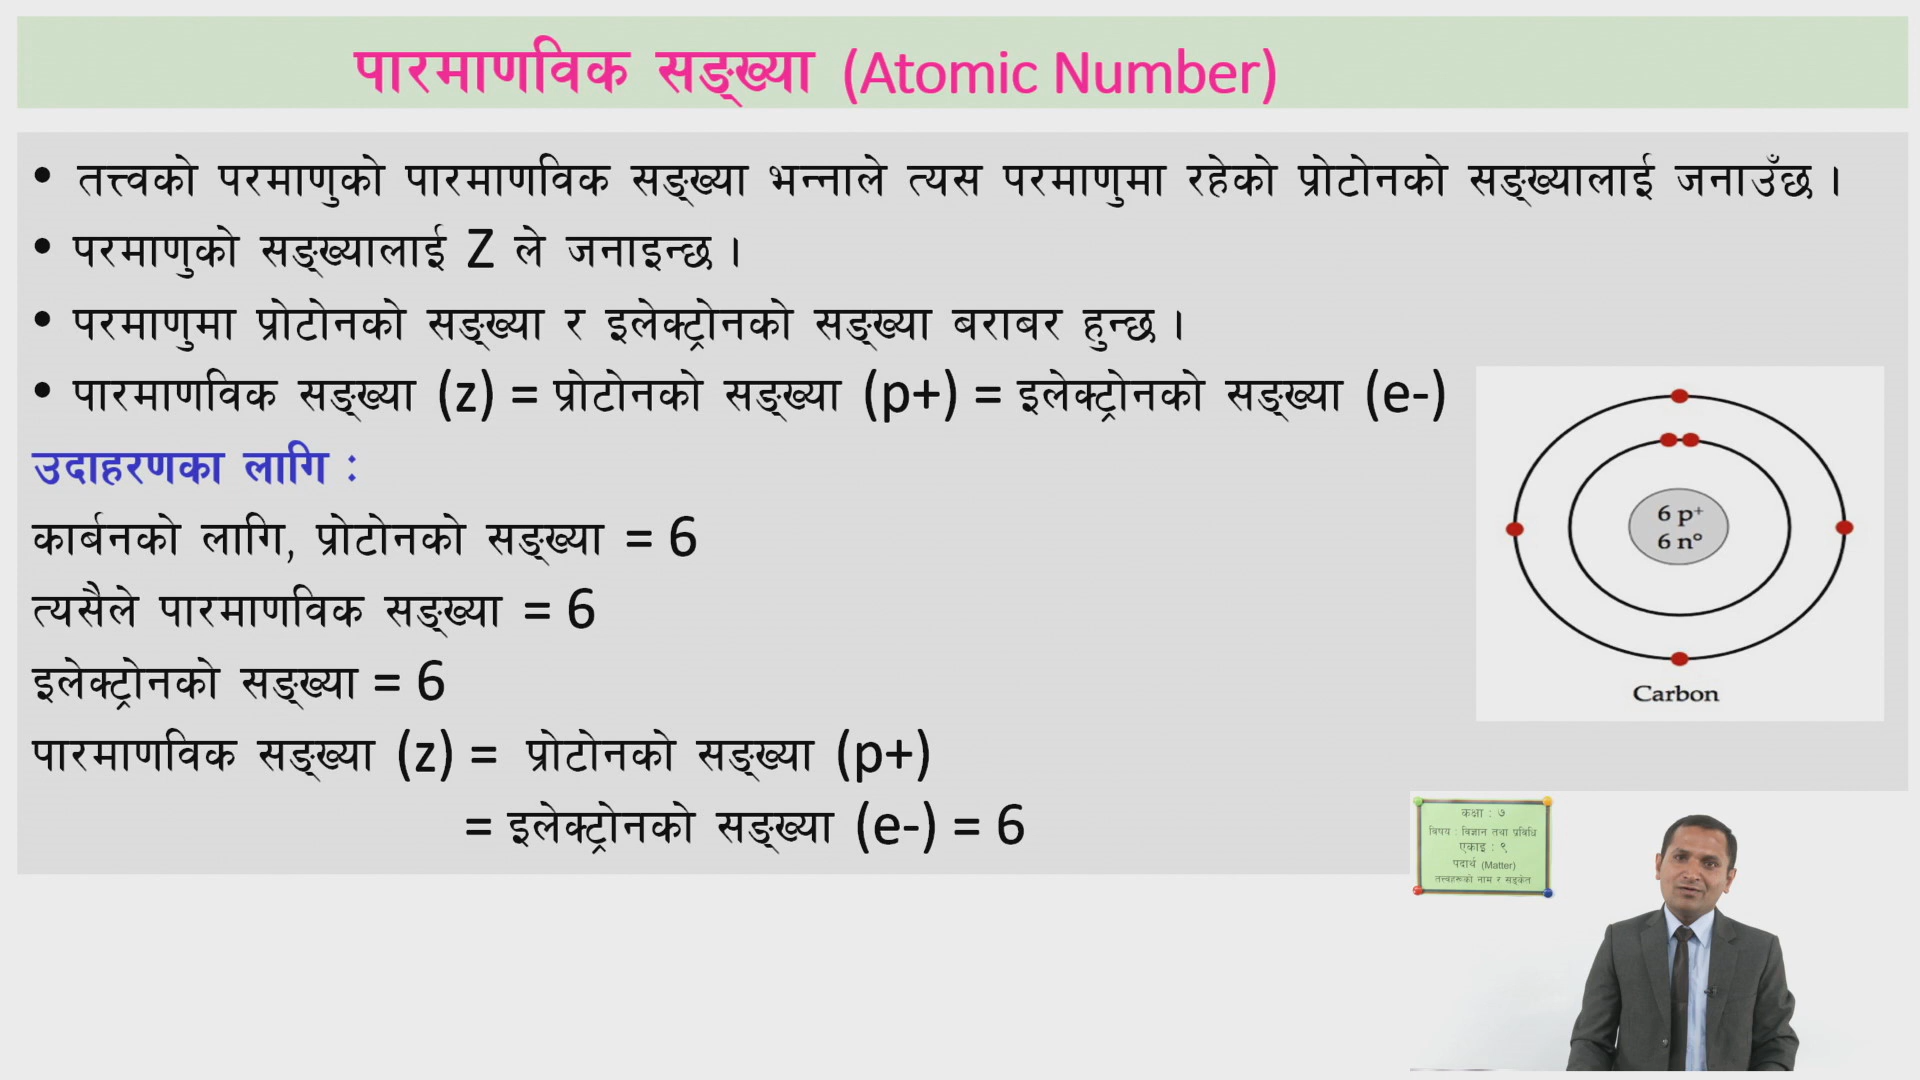 पारमाणविक सङ्ख्या (Atomic Number)
• तत्त्वको परमाणुको पारमाणविक सङ्ख्या भन्नाले त्यस परमाणुमा रहेको प्रोटोनको सङ्ख्यालाई जनाउँछ ।
• परमाणुको सङ्ख्यालाई Z ले जनाइन्छ ।
• परमाणुमा प्रोटोनको सङ्ख्या र इलेक्ट्रोनको सङ्ख्या बराबर हुन्छ ।
• पारमाणविक सङ्ख्या (z) = प्रोटोनको सङ्ख्या (p+) = इलेक्ट्रोनको सङ्ख्या (e-)
उदाहरणका लागि :
कार्बनको लागि, प्रोटोनको सङ्ख्या = 6
त्यसैले पारमाणविक सङ्ख्या = 6
इलेक्ट्रोनको सङ्ख्या = 6
पारमाणविक सङ्ख्या (z) = प्रोटोनको सङ्ख्या (p+)
= इलेक्ट्रोनको सङ्ख्या (e-) = 6
6 p⁺
6 n°
Carbon
कक्षा : ७
विषय : विज्ञान तथा प्रविधि
एकाइ : ९
पदार्थ (Matter)
तत्त्वहरूको नाम र सङ्केत